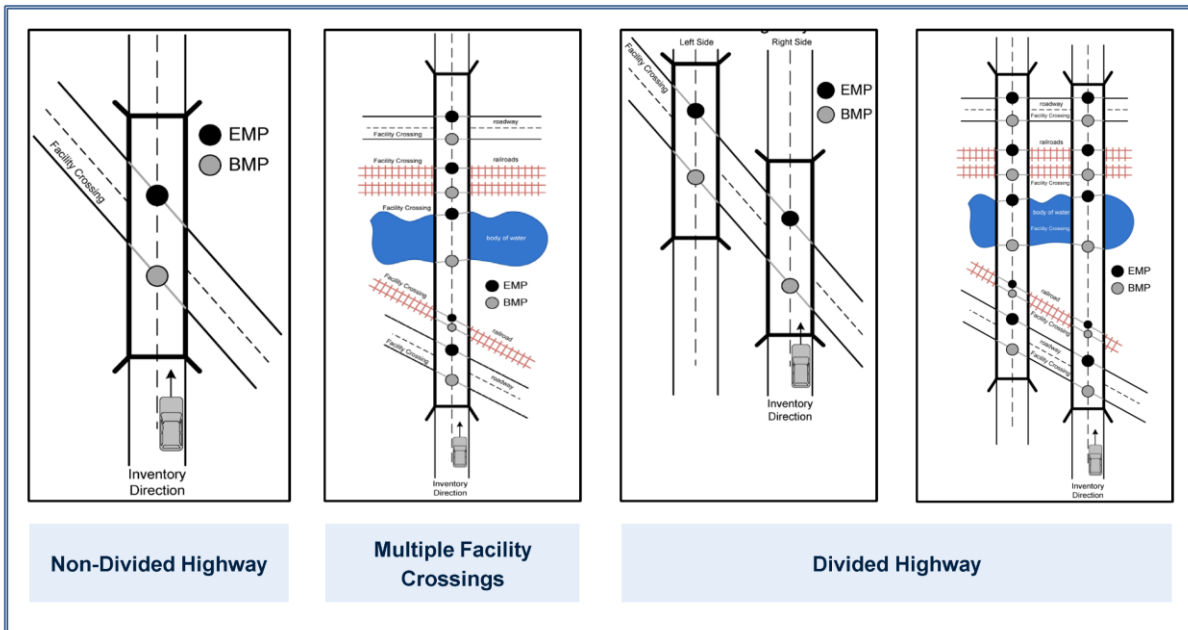 Facility Crossing
EMP
BMP
Facility Crossing
Inventory
Direction
Non-Divided Highway
roadway
Facility Crossing
Facility Crossing
railroads
Facility Crossing
body of water
Facility Crossing
EMP
BMP
railroad
Facility Crossing
roadway
Inventory
Direction
Multiple Facility
Crossings
Left Side
Right Side
Facility Crossing
EMP
BMP
Inventory
Direction
roadway
Facility Crossing
railroads
Facility Crossing
body of water
Facility Crossing
EMP
BMP
railroad
Facility Crossing
roadway
Facility Crossing
Inventory
Direction
Divided Highway